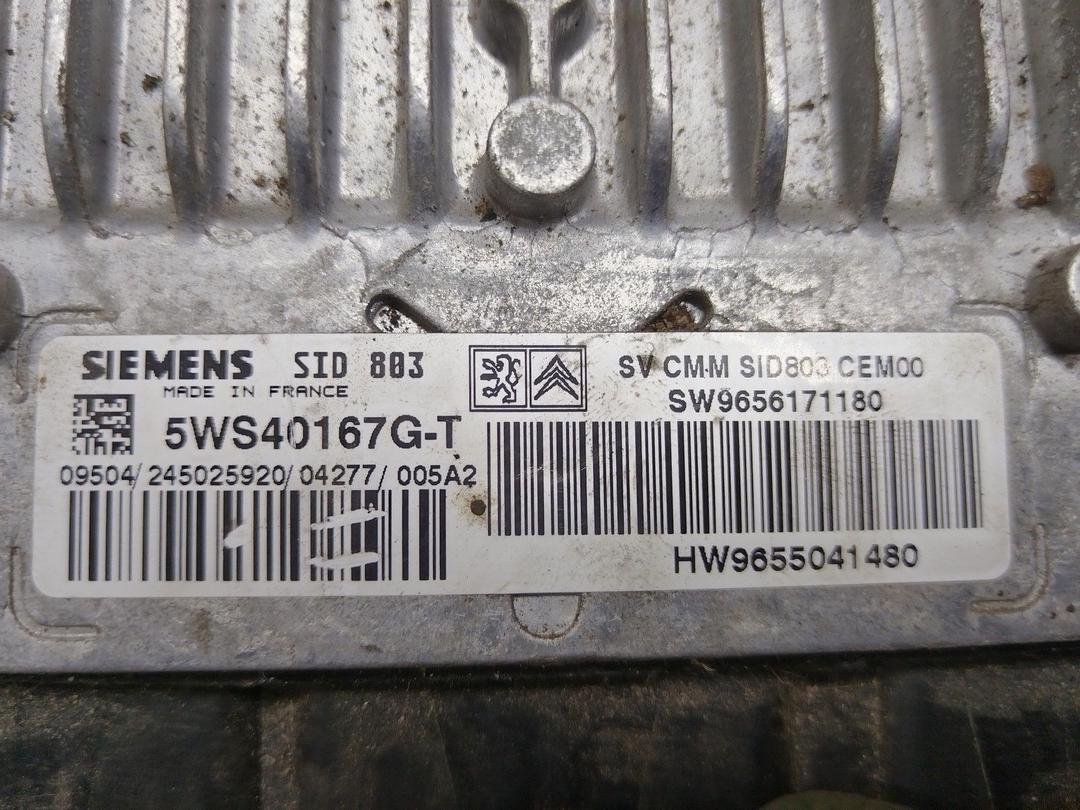 SIEMENS SID 803
MADE IN FRANCE
5WS40167G-T
09504/245025920/04277/005A2
SV CMM SID803 CEM00
SW9656171180
HW9655041480